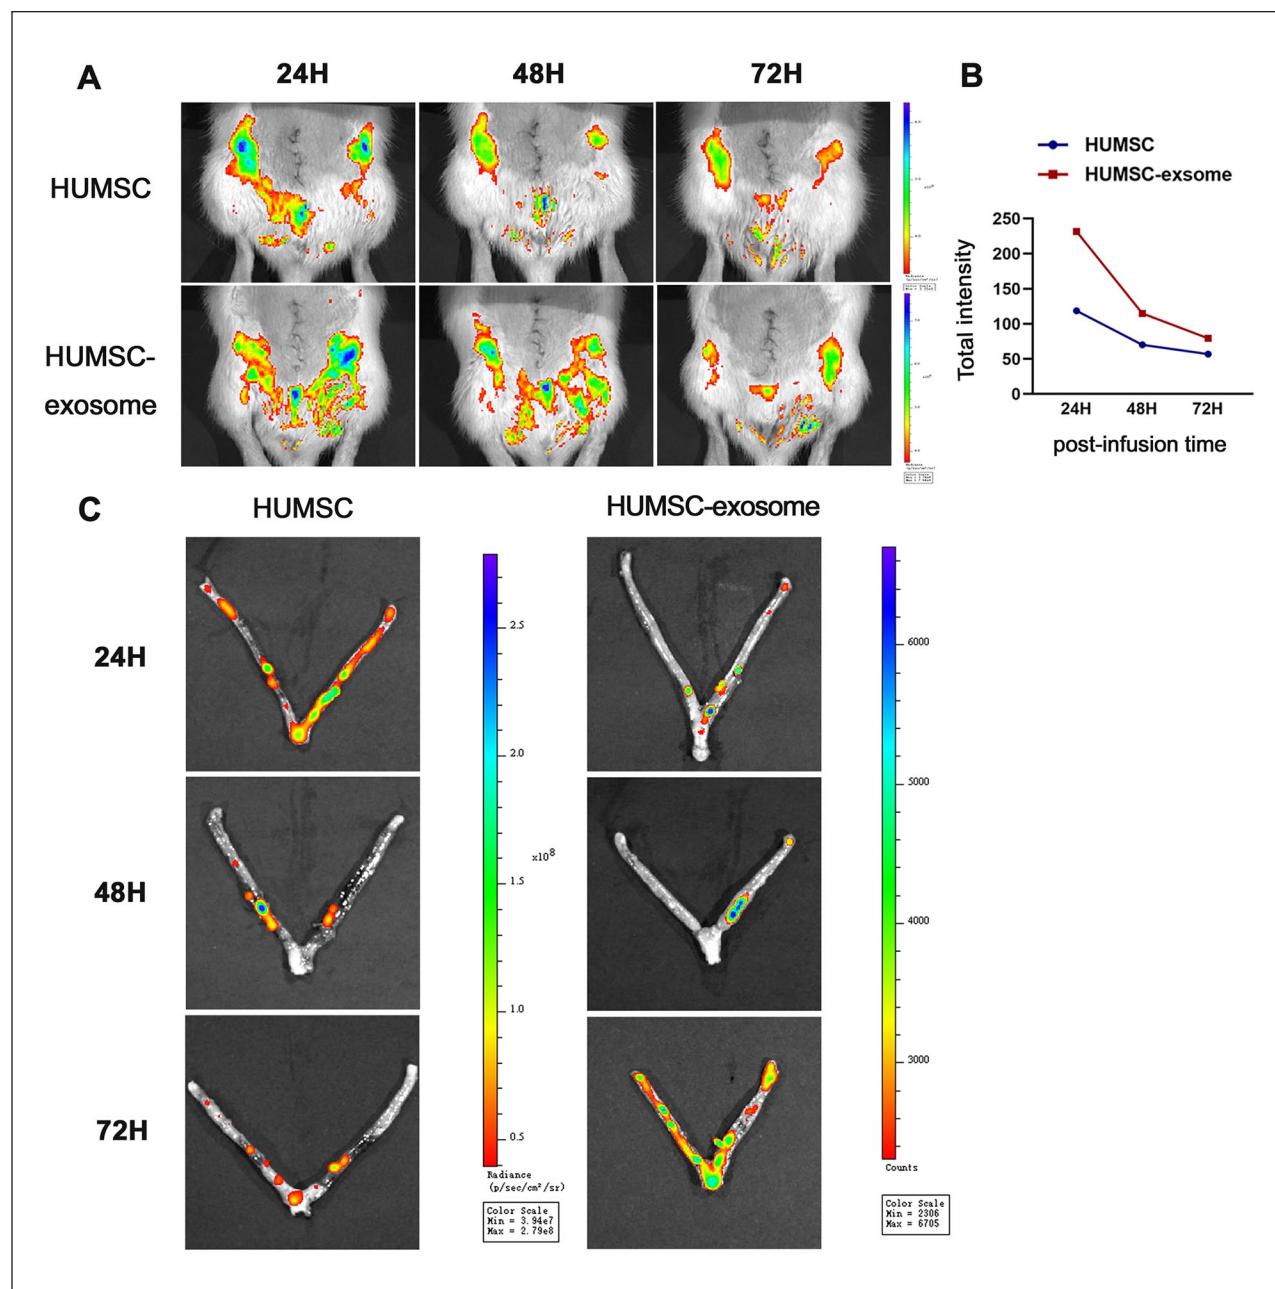 A
24H
48H
72H
B
HUMSC
HUMSC-
exosome
HUMSC
HUMSC-exsome
250
200
150
100
50
0
Total intensity
24H
48H
72H
post-infusion time
C
HUMSC
HUMSC-exosome
24H
48H
72H
2.5
2.0
x10⁸
1.5
1.0
0.5
Radiance
(p/sec/cm²/sr)
Color Scale
Min = 3.94e7
Max = 2.79e8
6000
5000
4000
3000
Counts
Color Scale
Min = 2306
Max = 6705